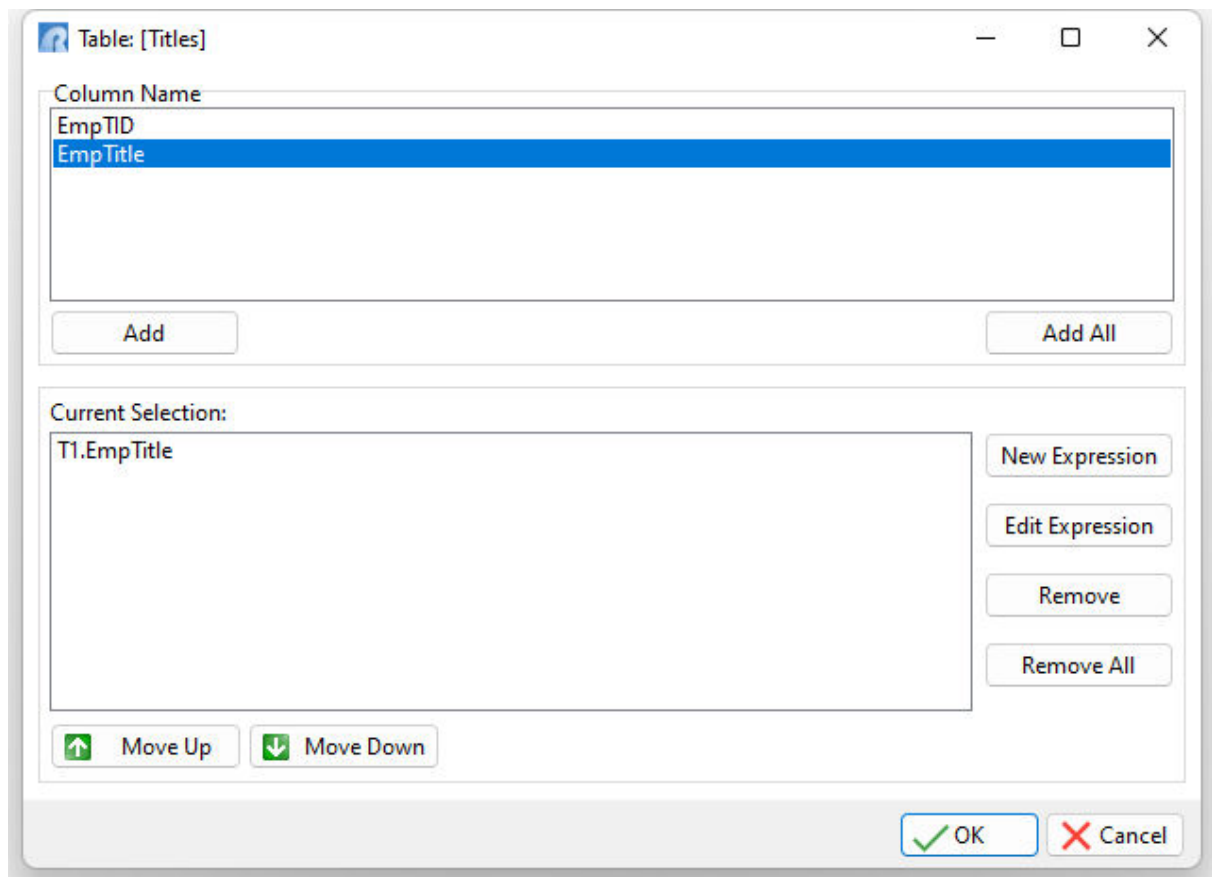 Table: [Titles]
Column Name
EmpTID
EmpTitle
Add
Add All
Current Selection:
T1.EmpTitle
New Expression
Edit Expression
Remove
Remove All
Move Up
Move Down
OK
Cancel